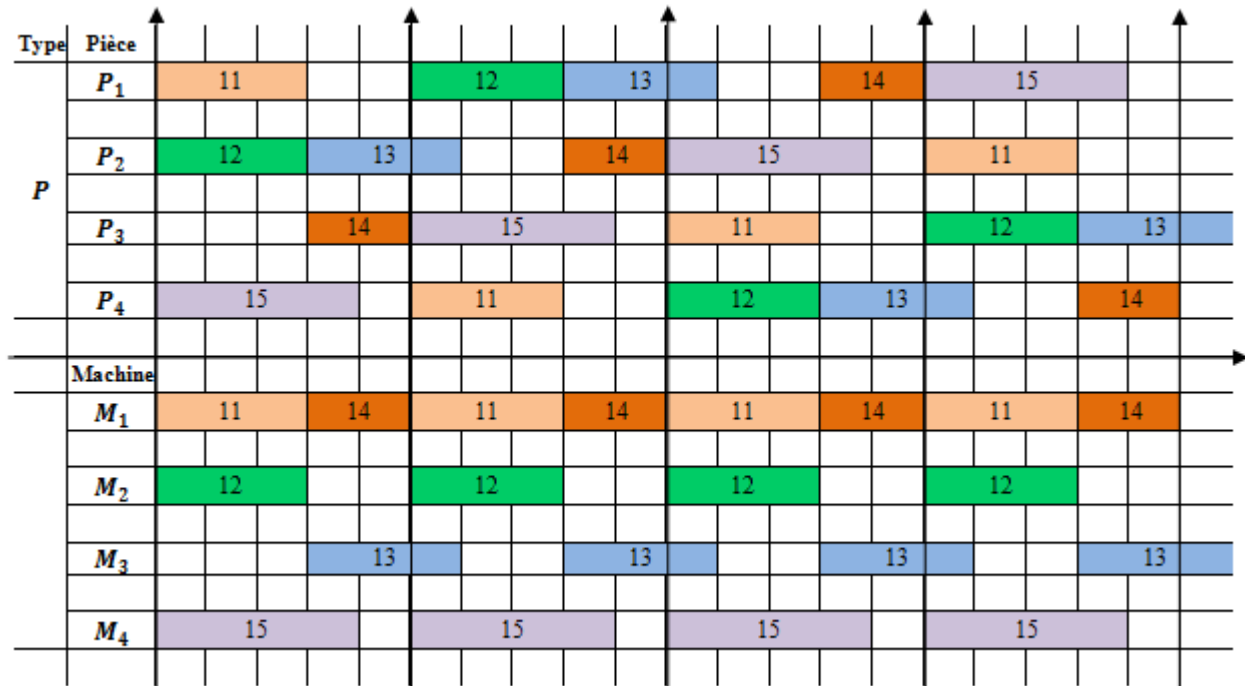 Type Pièce
P₁ 11 12 13 14 15
P₂ 12 13 14 15 11
P
P₃ 14 15 11 12 13
P₄ 15 11 12 13 14
Machine
M₁ 11 14 11 14 11 14 11 14
M₂ 12 12 12 12
M₃ 13 13 13 13
M₄ 15 15 15 15